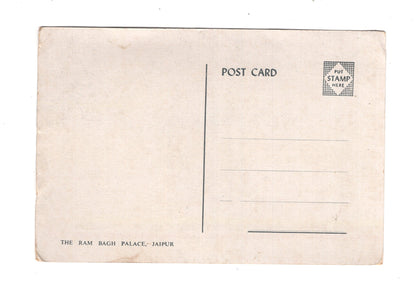 POST CARD
PUT
STAMP
HERE
THE RAM BAGH PALACE,—JAIPUR